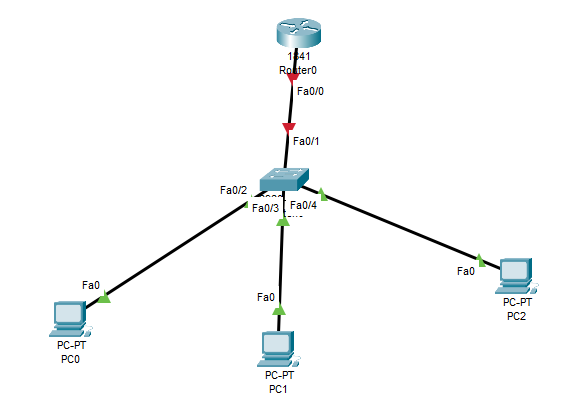 1841
Router0
Fa0/0
Fa0/1
Fa0/2
Fa0/3
Fa0/4
Fa0
Fa0
Fa0
PC-PT
PC2
PC-PT
PC0
PC-PT
PC1